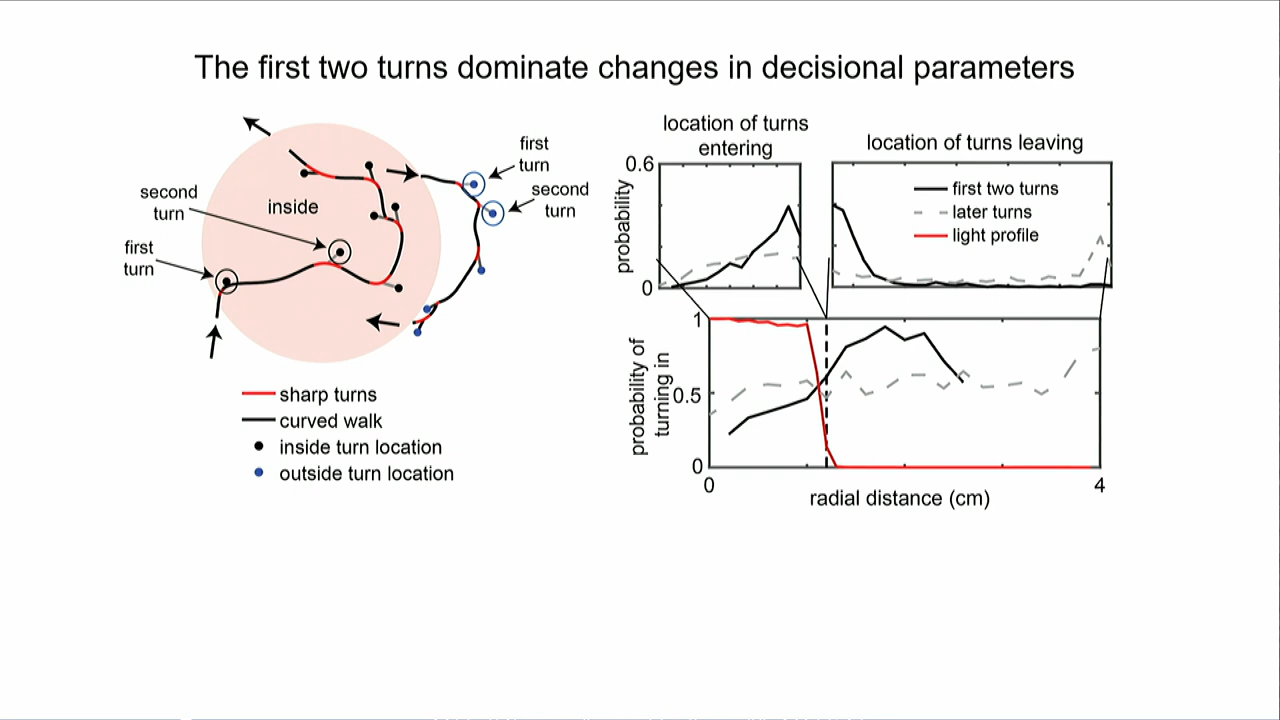 The first two turns dominate changes in decisional parameters
first
turn
second
turn
second
turn
inside
first
turn
sharp turns
curved walk
inside turn location
outside turn location
location of turns
entering
location of turns leaving
0.6
probability
0
first two turns
later turns
light profile
1
probability of
turning in
0.5
0
0
4
radial distance (cm)